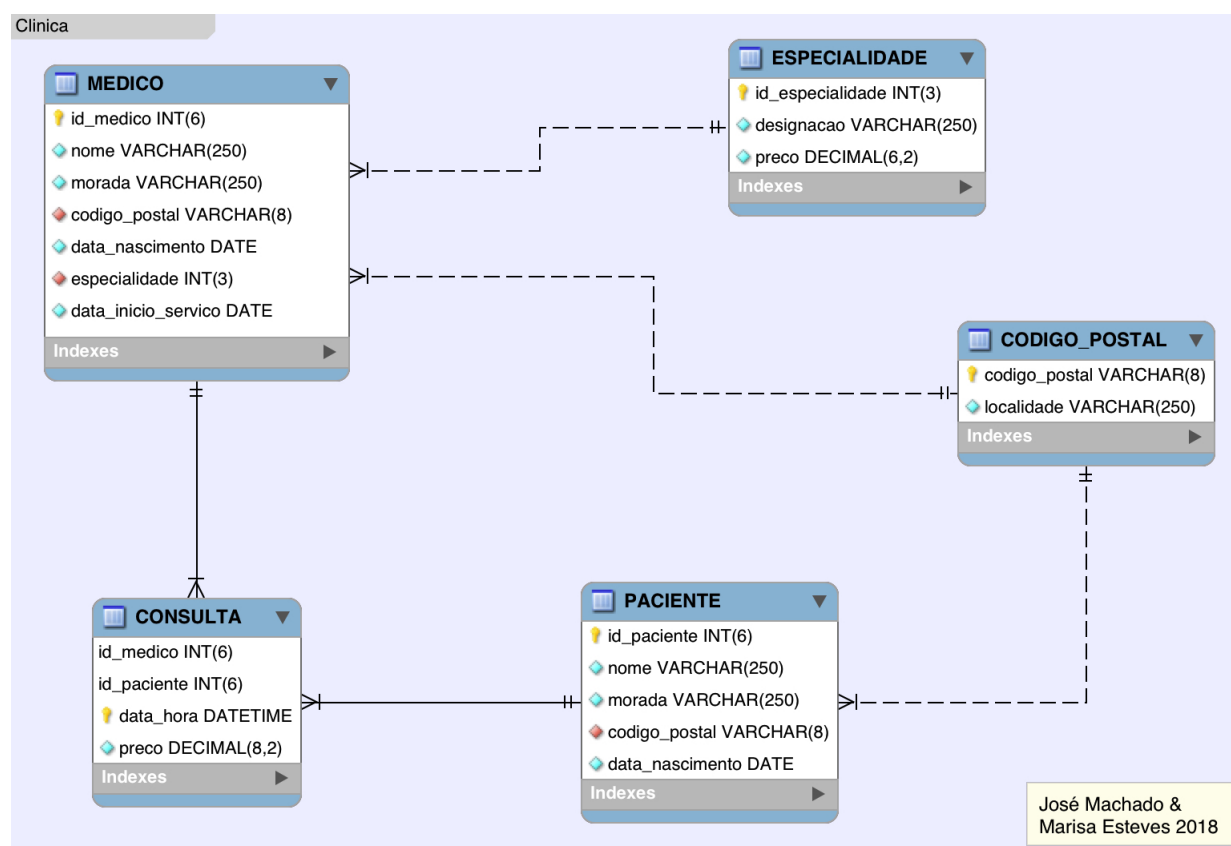 Clinica
MEDICO
id_medico INT(6)
nome VARCHAR(250)
morada VARCHAR(250)
codigo_postal VARCHAR(8)
data_nascimento DATE
especialidade INT(3)
data_inicio_servico DATE
Indexes
ESPECIALIDADE
id_especialidade INT(3)
designacao VARCHAR(250)
preco DECIMAL(6,2)
Indexes
CODIGO_POSTAL
codigo_postal VARCHAR(8)
localidade VARCHAR(250)
Indexes
CONSULTA
id_medico INT(6)
id_paciente INT(6)
data_hora DATETIME
preco DECIMAL(8,2)
Indexes
PACIENTE
id_paciente INT(6)
nome VARCHAR(250)
morada VARCHAR(250)
codigo_postal VARCHAR(8)
data_nascimento DATE
Indexes
José Machado &
Marisa Esteves 2018